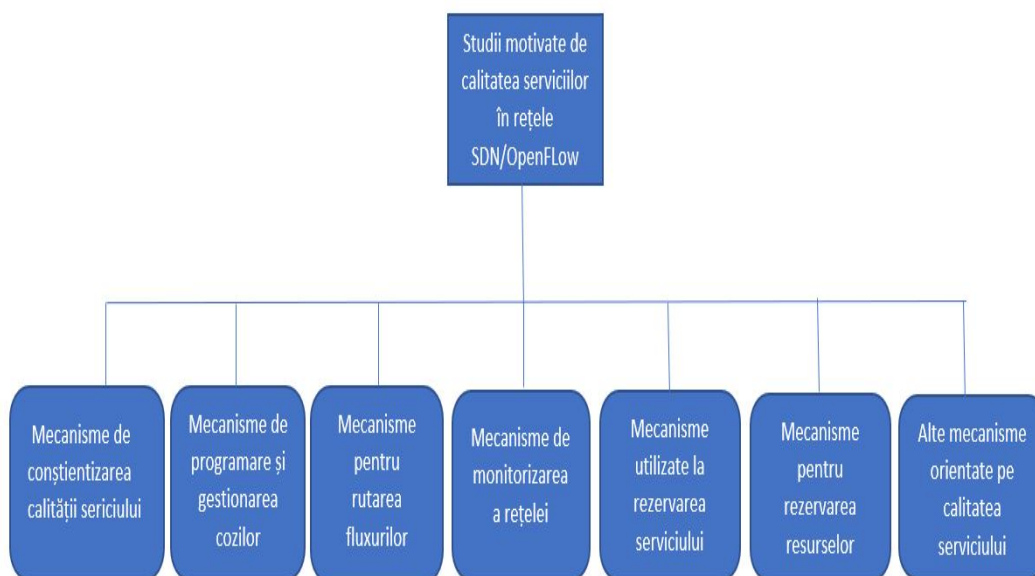 Studii motivate de
calitatea serviciilor
în rețele
SDN/OpenFLow
Mecanisme de
conștientizarea
calității sericiului
Mecanisme de
programare și
gestionarea
cozilor
Mecanisme
pentru
rutarea
fluxurilor
Mecanisme de
monitorizarea
a rețelei
Mecanisme
utilizate la
rezervarea
serviciului
Mecanisme
pentru
rezervarea
resurselor
Alte mecanisme
orientate pe
calitatea
serviciului